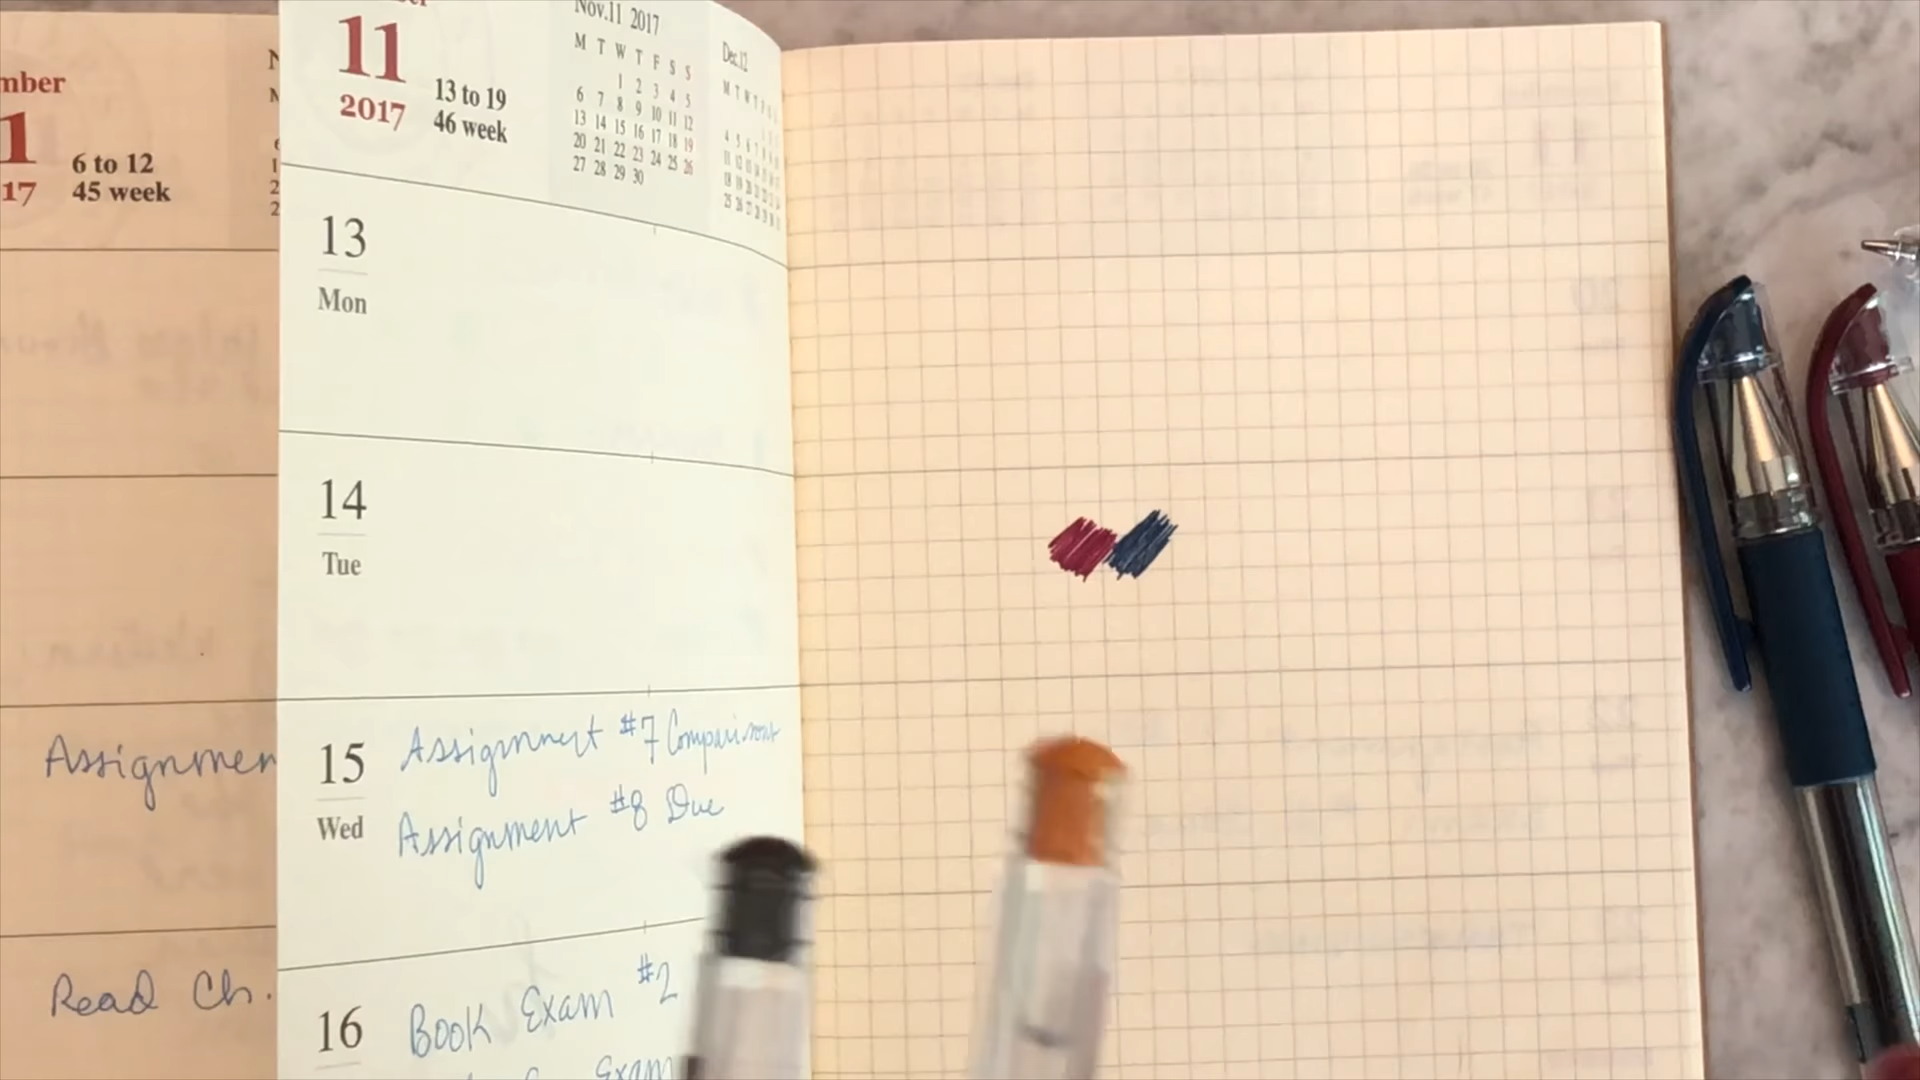 mber
1
17
6 to 12
45 week
Assignmen
Read Ch.
11
2017
13 to 19
46 week
Nov.11 2017
M T W T F S S
1 2 3 4 5
6 7 8 9 10 11 12
13 14 15 16 17 18 19
20 21 22 23 24 25 26
27 28 29 30
Dec.12
13
Mon
14
Tue
15
Wed
Assignment #7 Comparison
Assignment #8 Due
16
Book Exam #2
Exam